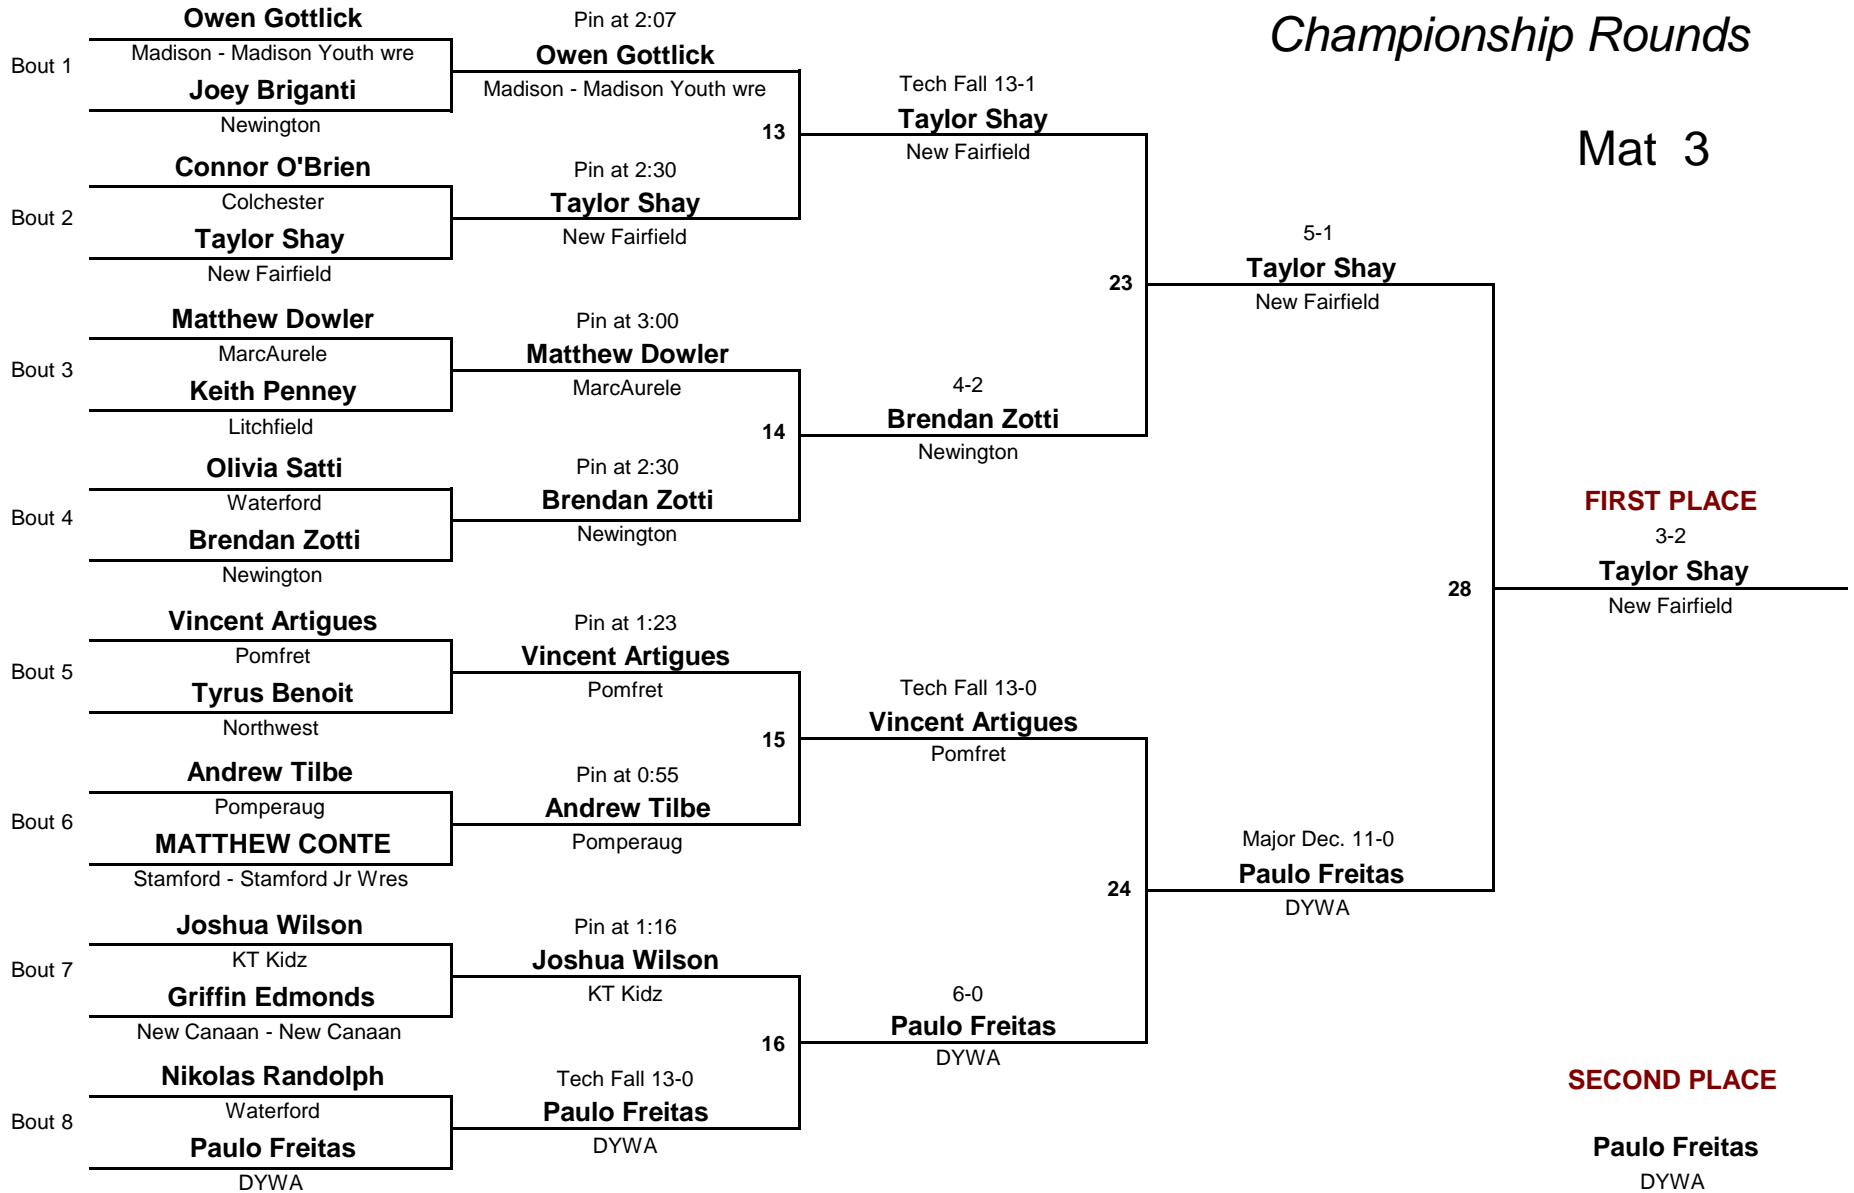 Championship Rounds
Mat 3
Bout 1
Owen Gottlick
Madison - Madison Youth wre
Joey Briganti
Newington
Bout 2
Connor O'Brien
Colchester
Taylor Shay
New Fairfield
Bout 3
Matthew Dowler
MarcAurele
Keith Penney
Litchfield
Bout 4
Olivia Satti
Waterford
Brendan Zotti
Newington
Bout 5
Vincent Artigues
Pomfret
Tyrus Benoit
Northwest
Bout 6
Andrew Tilbe
Pomperaug
MATTHEW CONTE
Stamford - Stamford Jr Wres
Bout 7
Joshua Wilson
KT Kidz
Griffin Edmonds
New Canaan - New Canaan
Bout 8
Nikolas Randolph
Waterford
Paulo Freitas
DYWA
Pin at 2:07
Owen Gottlick
Madison - Madison Youth wre
13
Pin at 2:30
Taylor Shay
New Fairfield
Pin at 3:00
Matthew Dowler
MarcAurele
14
Pin at 2:30
Brendan Zotti
Newington
Pin at 1:23
Vincent Artigues
Pomfret
15
Pin at 0:55
Andrew Tilbe
Pomperaug
Pin at 1:16
Joshua Wilson
KT Kidz
16
Tech Fall 13-0
Paulo Freitas
DYWA
Tech Fall 13-1
Taylor Shay
New Fairfield
23
4-2
Brendan Zotti
Newington
Tech Fall 13-0
Vincent Artigues
Pomfret
24
6-0
Paulo Freitas
DYWA
5-1
Taylor Shay
New Fairfield
28
Major Dec. 11-0
Paulo Freitas
DYWA
FIRST PLACE
3-2
Taylor Shay
New Fairfield
SECOND PLACE
Paulo Freitas
DYWA